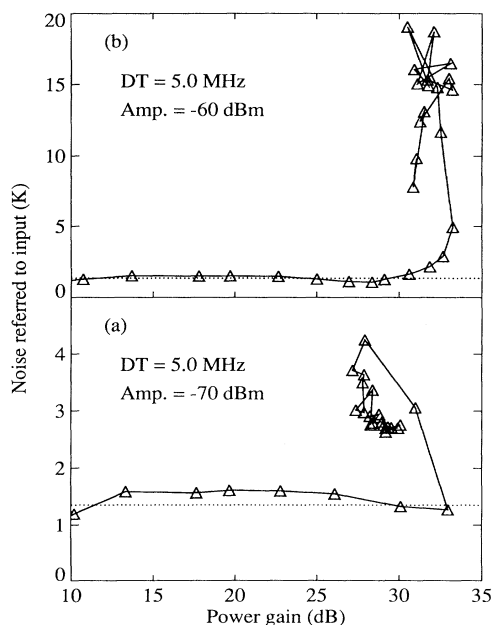 20
(b)
DT = 5.0 MHz
Amp. = -60 dBm
15
10
5
0
Noise referred to input (K)
(a)
DT = 5.0 MHz
Amp. = -70 dBm
4
3
2
1
0
10 15 20 25 30 35
Power gain (dB)